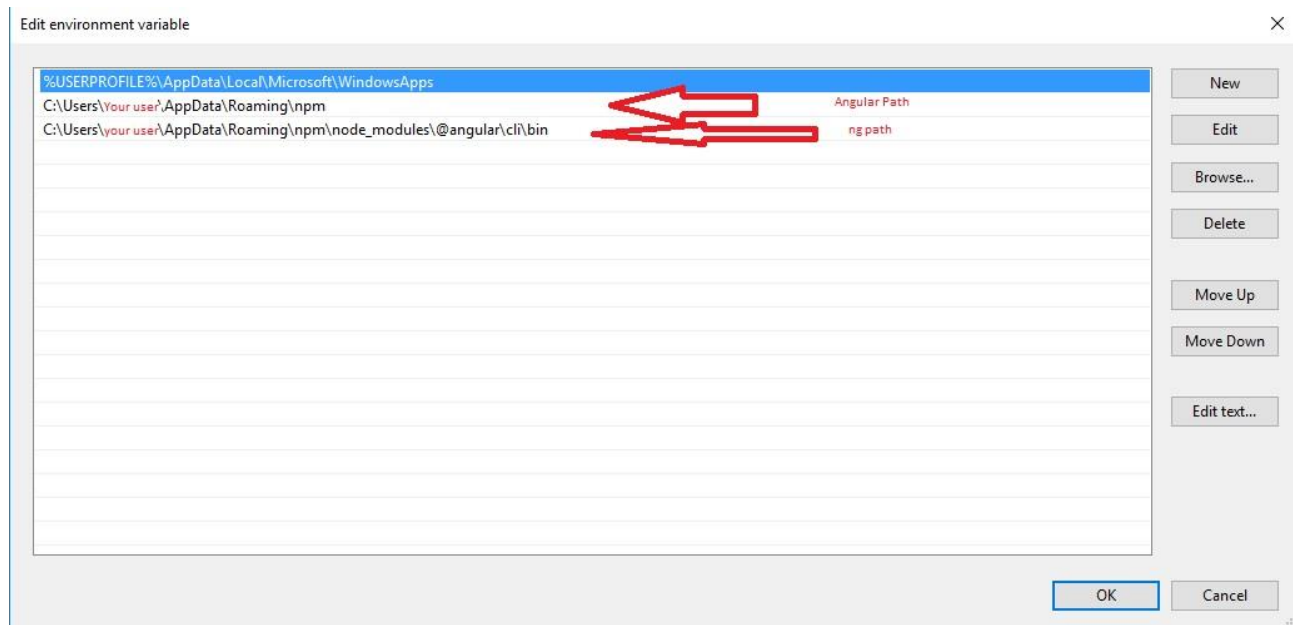 Edit environment variable
%USERPROFILE%\AppData\Local\Microsoft\WindowsApps
C:\Users\Your user\AppData\Roaming\npm
Angular Path
C:\Users\your user\AppData\Roaming\npm\node_modules\@angular\cli\bin
ng path
New
Edit
Browse...
Delete
Move Up
Move Down
Edit text...
OK
Cancel